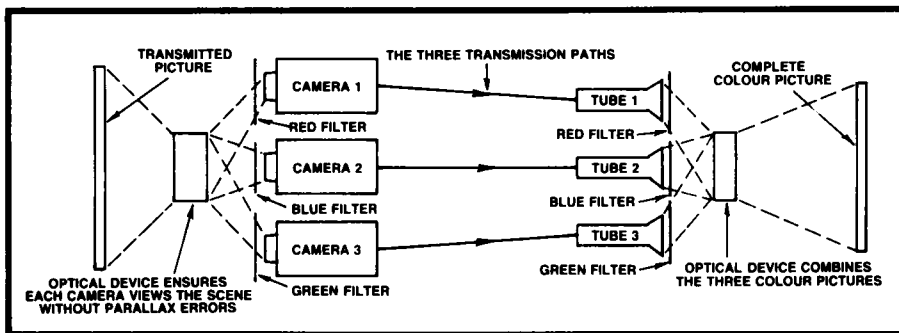 TRANSMITTED
PICTURE
THE THREE TRANSMISSION PATHS
COMPLETE
COLOUR PICTURE
CAMERA 1
TUBE 1
RED FILTER
RED FILTER
CAMERA 2
TUBE 2
BLUE FILTER
BLUE FILTER
CAMERA 3
TUBE 3
GREEN FILTER
GREEN FILTER
OPTICAL DEVICE ENSURES
EACH CAMERA VIEWS THE SCENE
WITHOUT PARALLAX ERRORS
OPTICAL DEVICE COMBINES
THE THREE COLOUR PICTURES